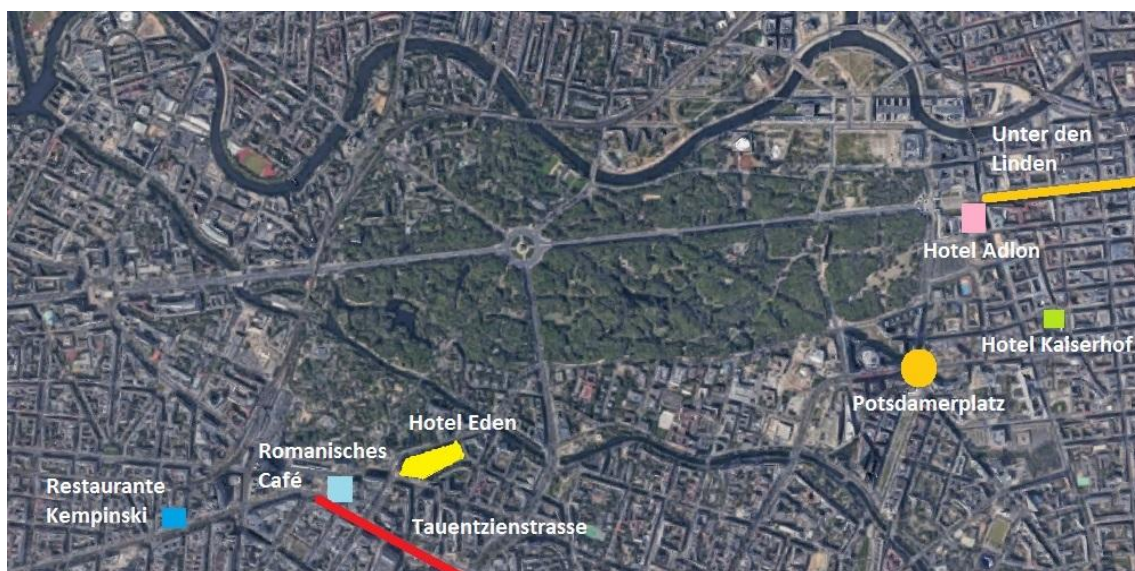 Unter den
Linden
Hotel Adlon
Hotel Kaiserhof
Potsdamerplatz
Hotel Eden
Romanisches
Café
Restaurante
Kempinski
Tauentzienstrasse